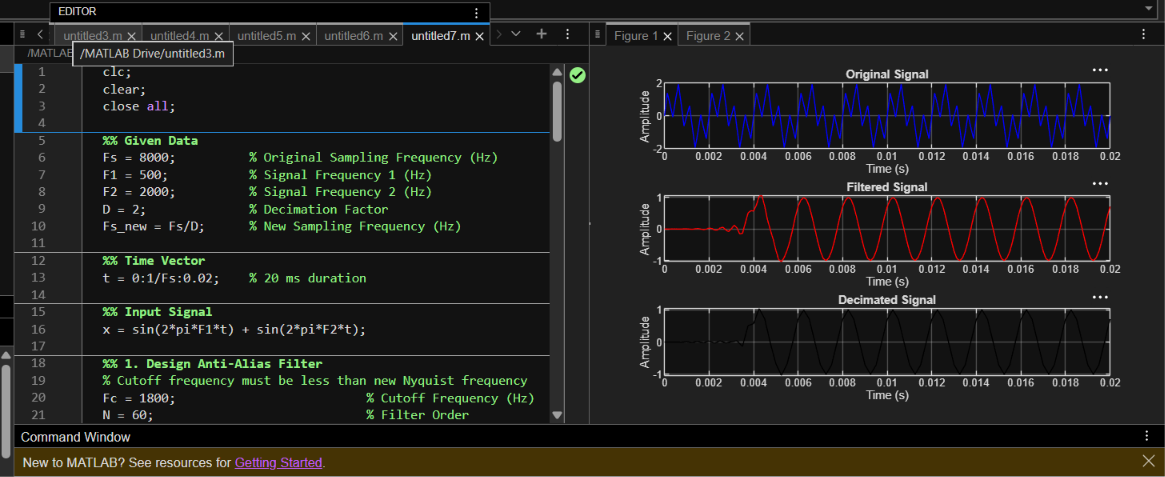 EDITOR
untitled3.m × untitled4.m × untitled5.m × untitled6.m × untitled7.m ×
/MATLAB
/MATLAB Drive/untitled3.m
1 clc;
2 clear;
3 close all;
4
5 %% Given Data
6 Fs = 8000; % Original Sampling Frequency (Hz)
7 F1 = 500; % Signal Frequency 1 (Hz)
8 F2 = 2000; % Signal Frequency 2 (Hz)
9 D = 2; % Decimation Factor
10 Fs_new = Fs/D; % New Sampling Frequency (Hz)
11
12 %% Time Vector
13 t = 0:1/Fs:0.02; % 20 ms duration
14
15 %% Input Signal
16 x = sin(2*pi*F1*t) + sin(2*pi*F2*t);
17
18 %% 1. Design Anti-Alias Filter
19 % Cutoff frequency must be less than new Nyquist frequency
20 Fc = 1800; % Cutoff Frequency (Hz)
21 N = 60; % Filter Order
Figure 1 × Figure 2 ×
Original Signal
Amplitude
2
0
-2
0 0.002 0.004 0.006 0.008 0.01 0.012 0.014 0.016 0.018 0.02
Time (s)
Filtered Signal
Amplitude
1
0
-1
0 0.002 0.004 0.006 0.008 0.01 0.012 0.014 0.016 0.018 0.02
Time (s)
Decimated Signal
Amplitude
1
0
-1
0 0.002 0.004 0.006 0.008 0.01 0.012 0.014 0.016 0.018 0.02
Time (s)
Command Window
New to MATLAB? See resources for Getting Started.